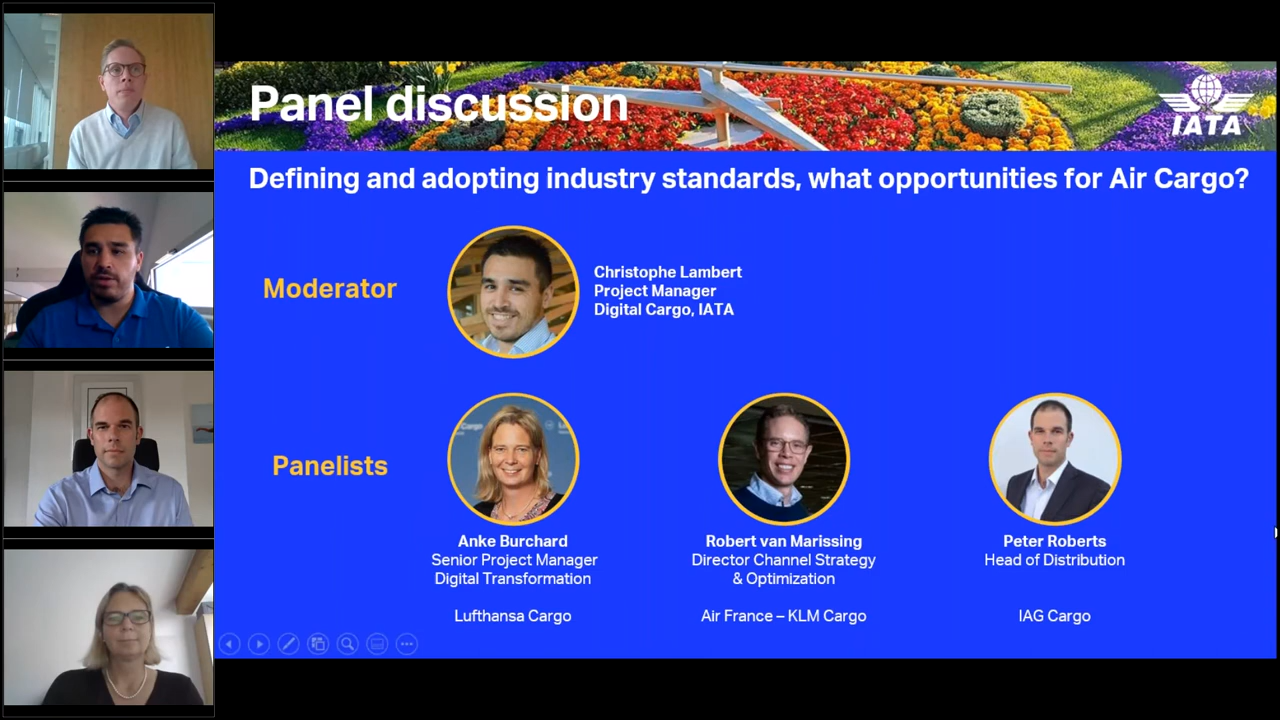 Panel discussion
IATA
Defining and adopting industry standards, what opportunities for Air Cargo?
Moderator
Christophe Lambert
Project Manager
Digital Cargo, IATA
Panelists
Anke Burchard
Senior Project Manager
Digital Transformation
Lufthansa Cargo
Robert van Marissing
Director Channel Strategy
& Optimization
Air France – KLM Cargo
Peter Roberts
Head of Distribution
IAG Cargo